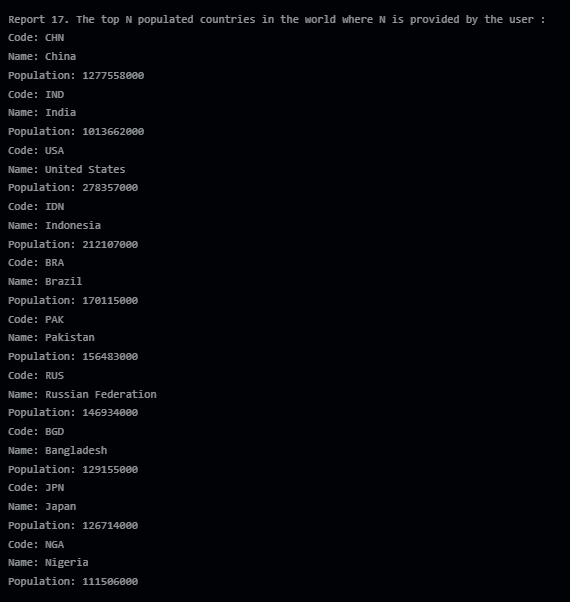 Report 17. The top N populated countries in the world where N is provided by the user :
Code: CHN
Name: China
Population: 1277558000
Code: IND
Name: India
Population: 1013662000
Code: USA
Name: United States
Population: 278357000
Code: IDN
Name: Indonesia
Population: 212107000
Code: BRA
Name: Brazil
Population: 170115000
Code: PAK
Name: Pakistan
Population: 156483000
Code: RUS
Name: Russian Federation
Population: 146934000
Code: BGD
Name: Bangladesh
Population: 129155000
Code: JPN
Name: Japan
Population: 126714000
Code: NGA
Name: Nigeria
Population: 111506000